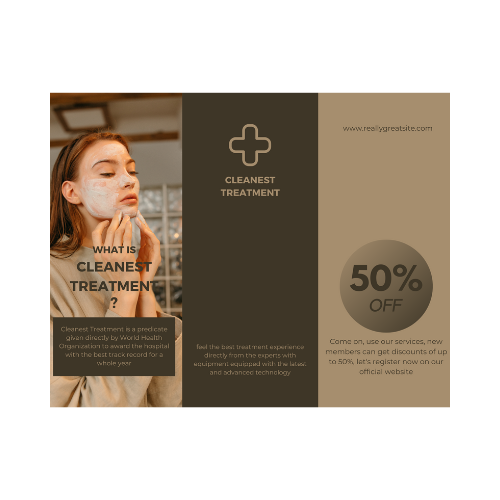 WHAT IS
CLEANEST
TREATMENT
?
Cleanest Treatment is a predicate
given directly by World Health
Organization to award the hospital
with the best track record for a
whole year
CLEANEST
TREATMENT
feel the best treatment experience
directly from the experts with
equipment equipped with the latest
and advanced technology
www.reallygreatsite.com
50%
OFF
Come on, use our services, new
members can get discounts of up
to 50%, let's register now on our
official website